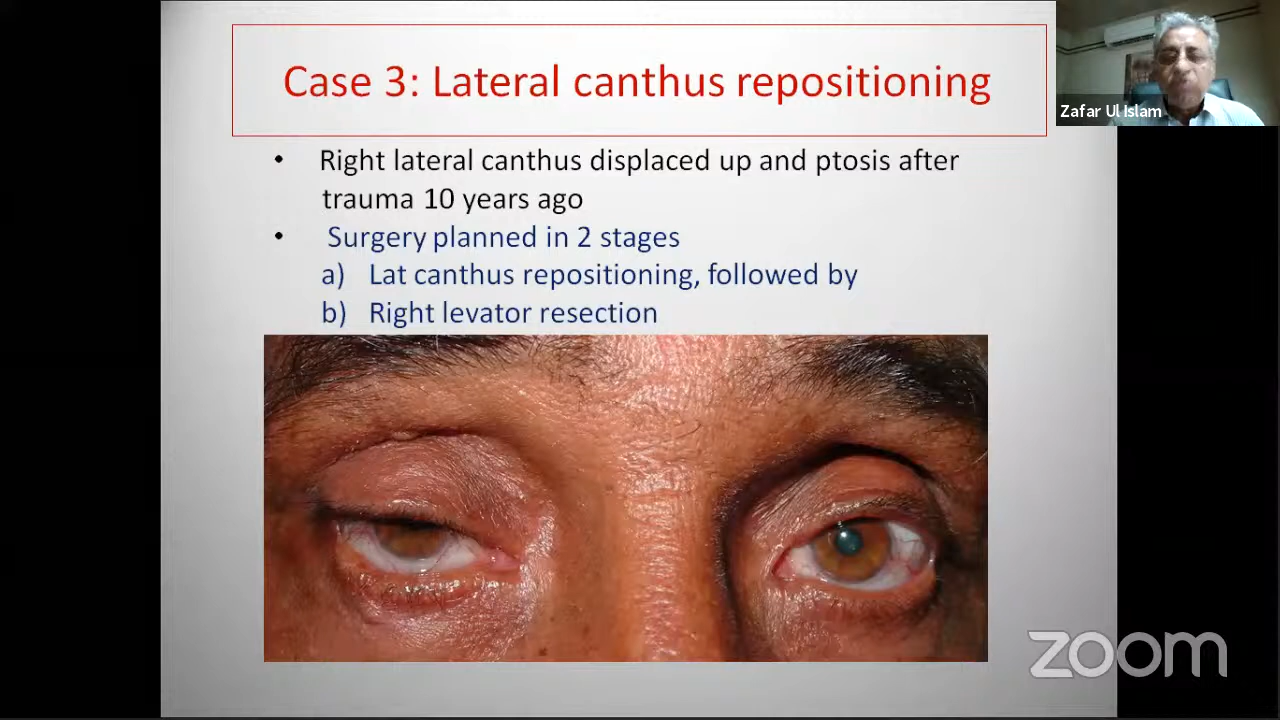 Case 3: Lateral canthus repositioning
Zafar Ul Islam
• Right lateral canthus displaced up and ptosis after
trauma 10 years ago
• Surgery planned in 2 stages
a) Lat canthus repositioning, followed by
b) Right levator resection
zoom